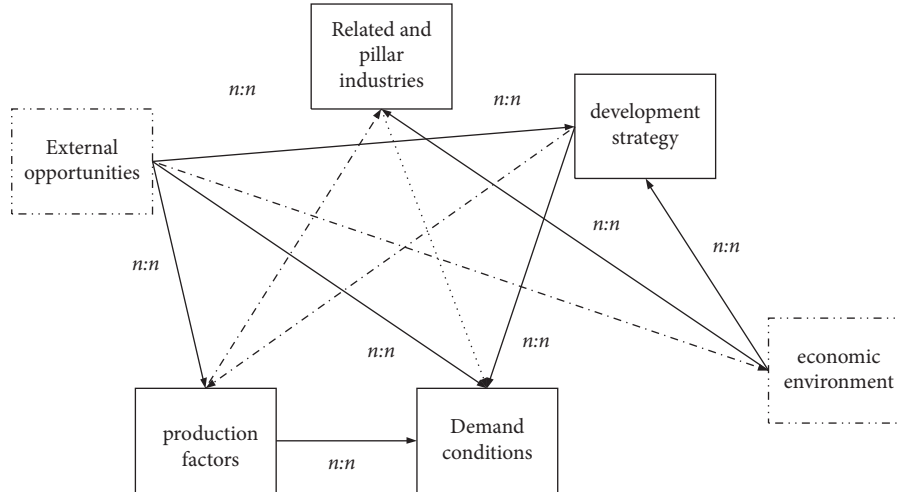 Related and
pillar
industries
n:n
n:n
development
strategy
External
opportunities
n:n
n:n
n:n
n:n
n:n
economic
environment
production
factors
Demand
conditions
n:n